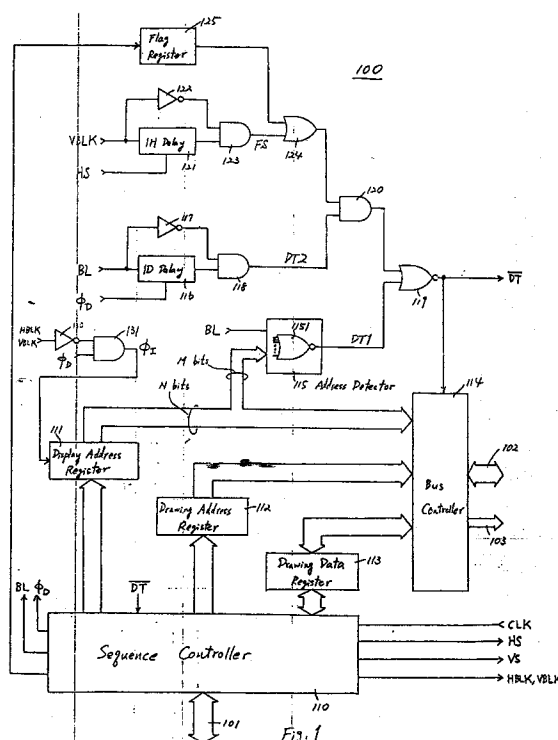 125
Flag
Register
100
122
VBLK
1H Delay
121
123
FS
124
HS
120
117
BL
1D Delay
116
118
DT2
φD
119
DT
HBLK
VBLK
130
φD
131
φI
BL
1151
DT1
115 Address Detector
M bits
N bits
114
111
Display Address
Register
Bus
Controller
102
103
Drawing Address
Register
112
Drawing Data
Register
113
BL
φD
DT
CLK
HS
VS
HBLK, VBLK
Sequence Controller
110
101
Fig. 1